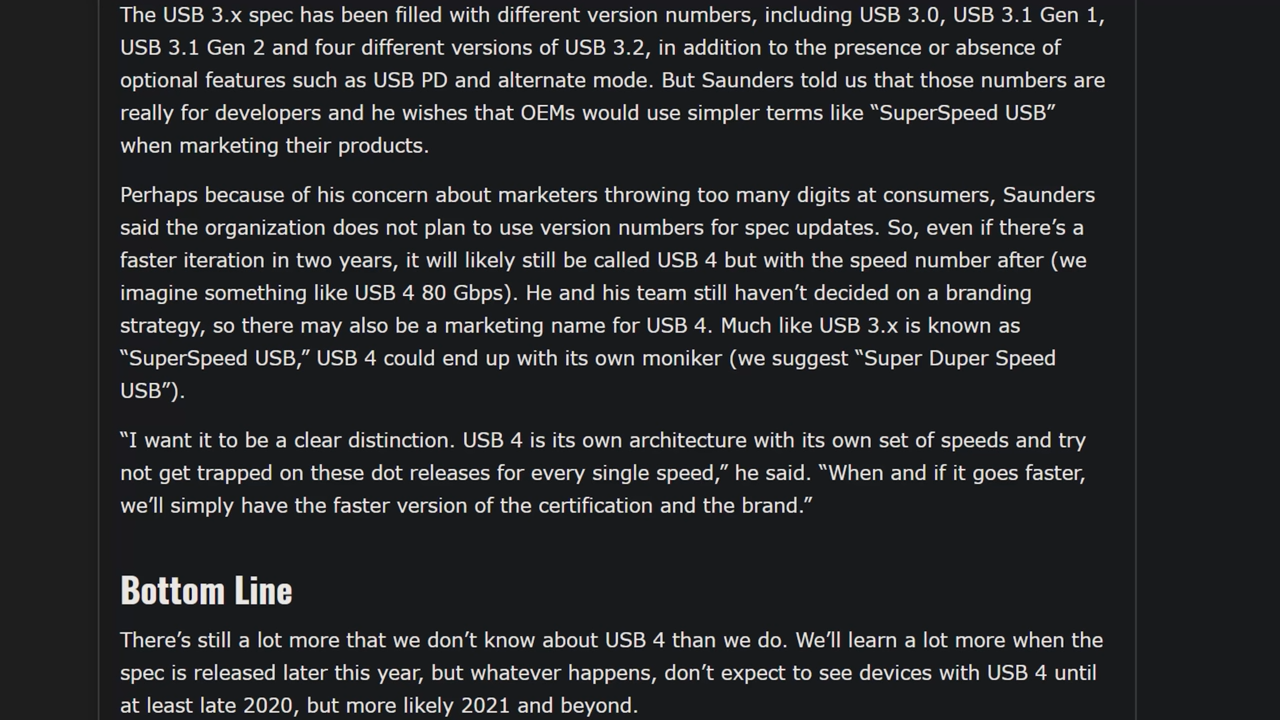 The USB 3.x spec has been filled with different version numbers, including USB 3.0, USB 3.1 Gen 1,
USB 3.1 Gen 2 and four different versions of USB 3.2, in addition to the presence or absence of
optional features such as USB PD and alternate mode. But Saunders told us that those numbers are
really for developers and he wishes that OEMs would use simpler terms like “SuperSpeed USB”
when marketing their products.
Perhaps because of his concern about marketers throwing too many digits at consumers, Saunders
said the organization does not plan to use version numbers for spec updates. So, even if there’s a
faster iteration in two years, it will likely still be called USB 4 but with the speed number after (we
imagine something like USB 4 80 Gbps). He and his team still haven’t decided on a branding
strategy, so there may also be a marketing name for USB 4. Much like USB 3.x is known as
“SuperSpeed USB,” USB 4 could end up with its own moniker (we suggest “Super Duper Speed
USB”).
“I want it to be a clear distinction. USB 4 is its own architecture with its own set of speeds and try
not get trapped on these dot releases for every single speed,” he said. “When and if it goes faster,
we’ll simply have the faster version of the certification and the brand.”
Bottom Line
There’s still a lot more that we don’t know about USB 4 than we do. We’ll learn a lot more when the
spec is released later this year, but whatever happens, don’t expect to see devices with USB 4 until
at least late 2020, but more likely 2021 and beyond.